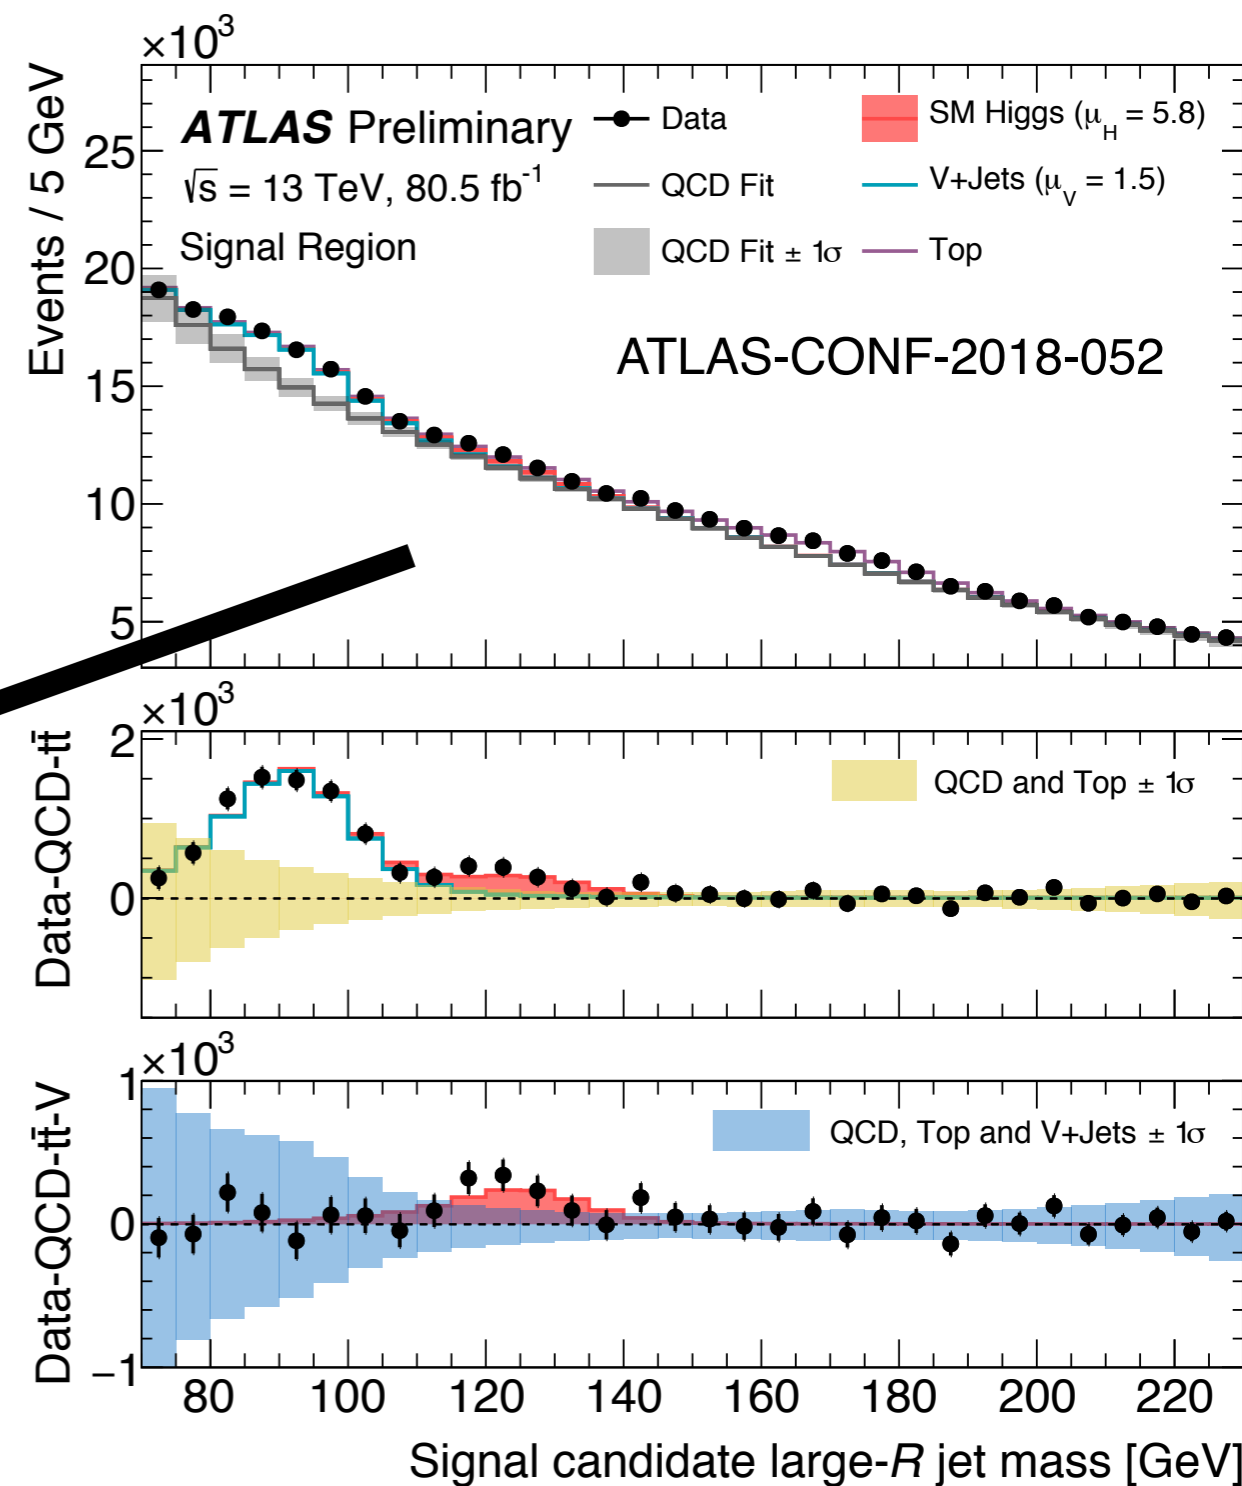 ×10³
Events / 5 GeV
ATLAS Preliminary
√s = 13 TeV, 80.5 fb⁻¹
Signal Region
Data
QCD Fit
QCD Fit ± 1σ
SM Higgs (μ_H = 5.8)
V+Jets (μ_V = 1.5)
Top
ATLAS-CONF-2018-052
25
20
15
10
5
×10³
Data-QCD-tt̄
2
0
QCD and Top ± 1σ
×10³
Data-QCD-tt̄-V
1
0
−1
QCD, Top and V+Jets ± 1σ
80 100 120 140 160 180 200 220
Signal candidate large-R jet mass [GeV]